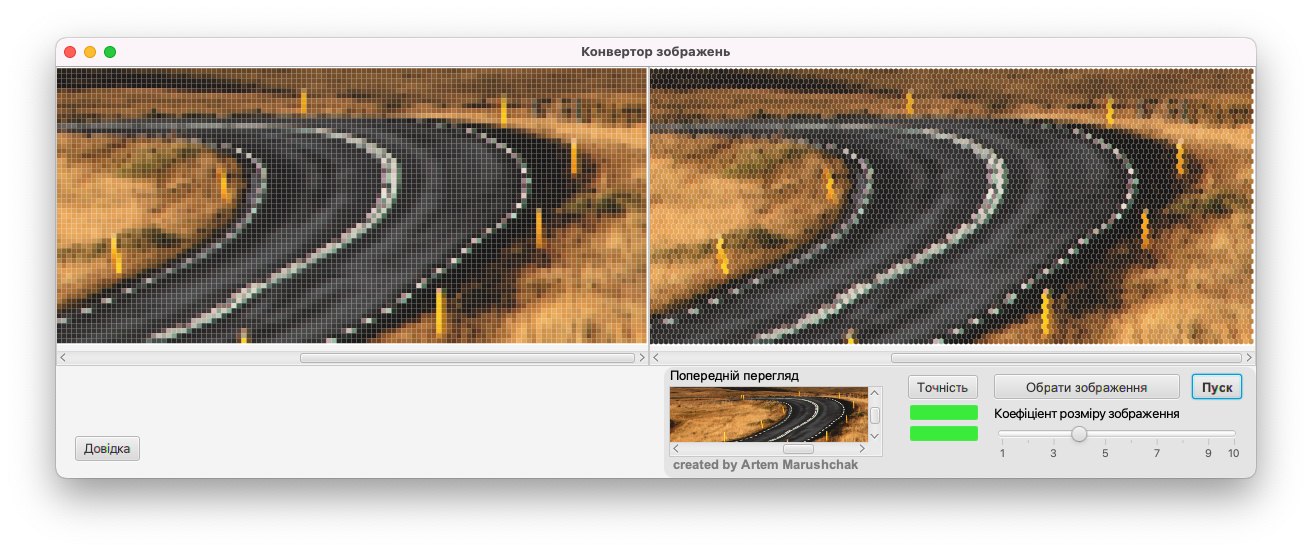 Конвертор зображень
Попередній перегляд
Точність
Обрати зображення
Пуск
Коефіцієнт розміру зображення
Довідка
1 3 5 7 9 10
created by Artem Marushchak